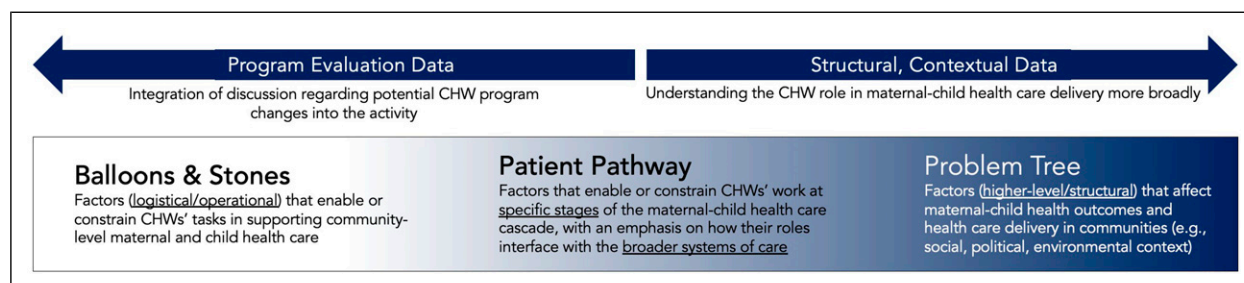 Program Evaluation Data
Integration of discussion regarding potential CHW program
changes into the activity
Structural, Contextual Data
Understanding the CHW role in maternal-child health care delivery more broadly
Balloons & Stones
Factors (logistical/operational) that enable or
constrain CHWs' tasks in supporting community-
level maternal and child health care
Patient Pathway
Factors that enable or constrain CHWs' work at
specific stages of the maternal-child health care
cascade, with an emphasis on how their roles
interface with the broader systems of care
Problem Tree
Factors (higher-level/structural) that affect
maternal-child health outcomes and
health care delivery in communities (e.g.,
social, political, environmental context)